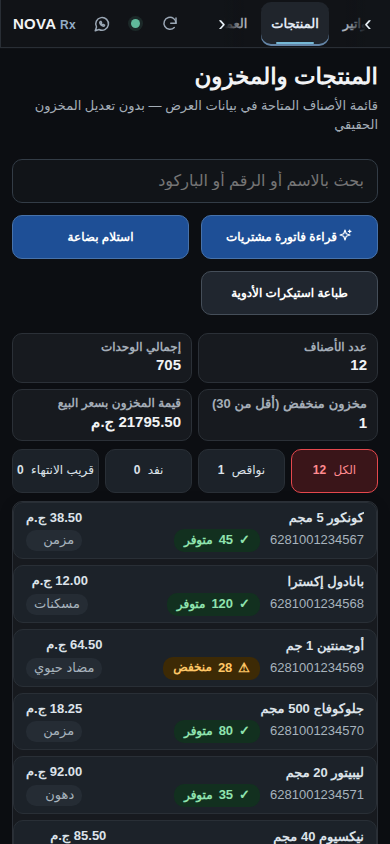 المنتجات
NOVA Rx
المنتجات والمخزون
قائمة الأصناف المتاحة في بيانات العرض — بدون تعديل المخزون
الحقيقي
بحث بالاسم أو الرقم أو الباركود
قراءة فاتورة مشتريات
استلام بضاعة
طباعة استيكرات الأدوية
عدد الأصناف
12
إجمالي الوحدات
705
مخزون منخفض (أقل من 30)
1
قيمة المخزون بسعر البيع
21795.50 ج.م
الكل 12
نواقص 1
نفد 0
قريب الانتهاء 0
كونكور 5 مجم
38.50 ج.م
6281001234567
✓ 45 متوفر
مزمن
بانادول إكسترا
12.00 ج.م
6281001234568
✓ 120 متوفر
مسكنات
أوجمنتين 1 جم
64.50 ج.م
6281001234569
⚠ 28 منخفض
مضاد حيوي
جلوكوفاج 500 مجم
18.25 ج.م
6281001234570
✓ 80 متوفر
مزمن
ليبيتور 20 مجم
92.00 ج.م
6281001234571
✓ 35 متوفر
دهون
نيكسيوم 40 مجم
85.50 ج.م